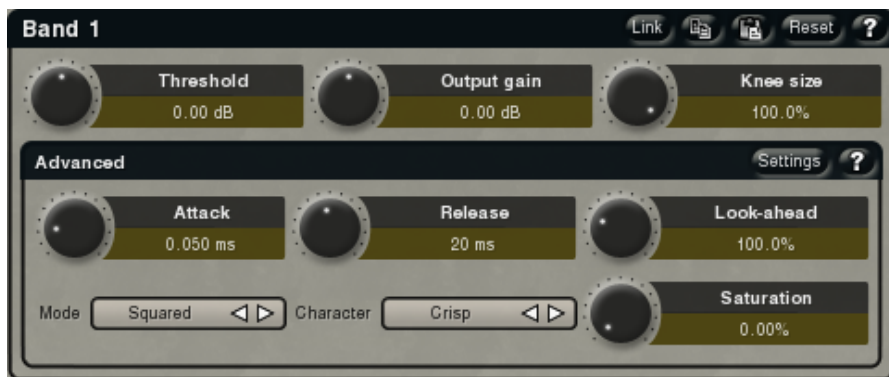 Band 1 Link Reset ?
Threshold Output gain Knee size
0.00 dB 0.00 dB 100.0%
Advanced Settings ?
Attack Release Look-ahead
0.050 ms 20 ms 100.0%
Mode Squared Character Crisp
Saturation
0.00%